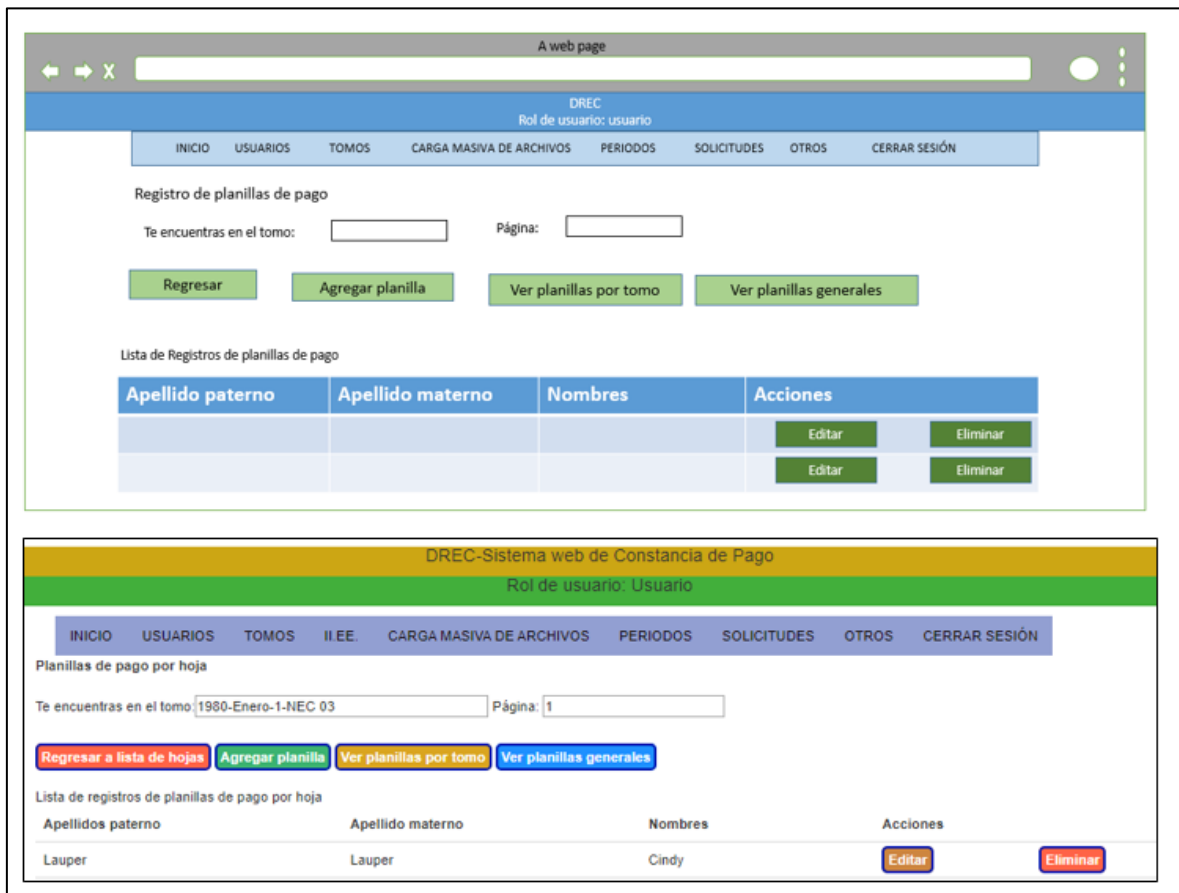 A web page
X
DREC
Rol de usuario: usuario
INICIO USUARIOS TOMOS CARGA MASIVA DE ARCHIVOS PERIODOS SOLICITUDES OTROS CERRAR SESIÓN
Registro de planillas de pago
Te encuentras en el tomo: Página:
Regresar Agregar planilla Ver planillas por tomo Ver planillas generales
Lista de Registros de planillas de pago
Apellido paterno Apellido materno Nombres Acciones
Editar Eliminar
Editar Eliminar
DREC-Sistema web de Constancia de Pago
Rol de usuario: Usuario
INICIO USUARIOS TOMOS II.EE. CARGA MASIVA DE ARCHIVOS PERIODOS SOLICITUDES OTROS CERRAR SESIÓN
Planillas de pago por hoja
Te encuentras en el tomo: 1980-Enero-1-NEC 03 Página: 1
Regresar a lista de hojas Agregar planilla Ver planillas por tomo Ver planillas generales
Lista de registros de planillas de pago por hoja
Apellidos paterno Apellido materno Nombres Acciones
Lauper Lauper Cindy Editar Eliminar